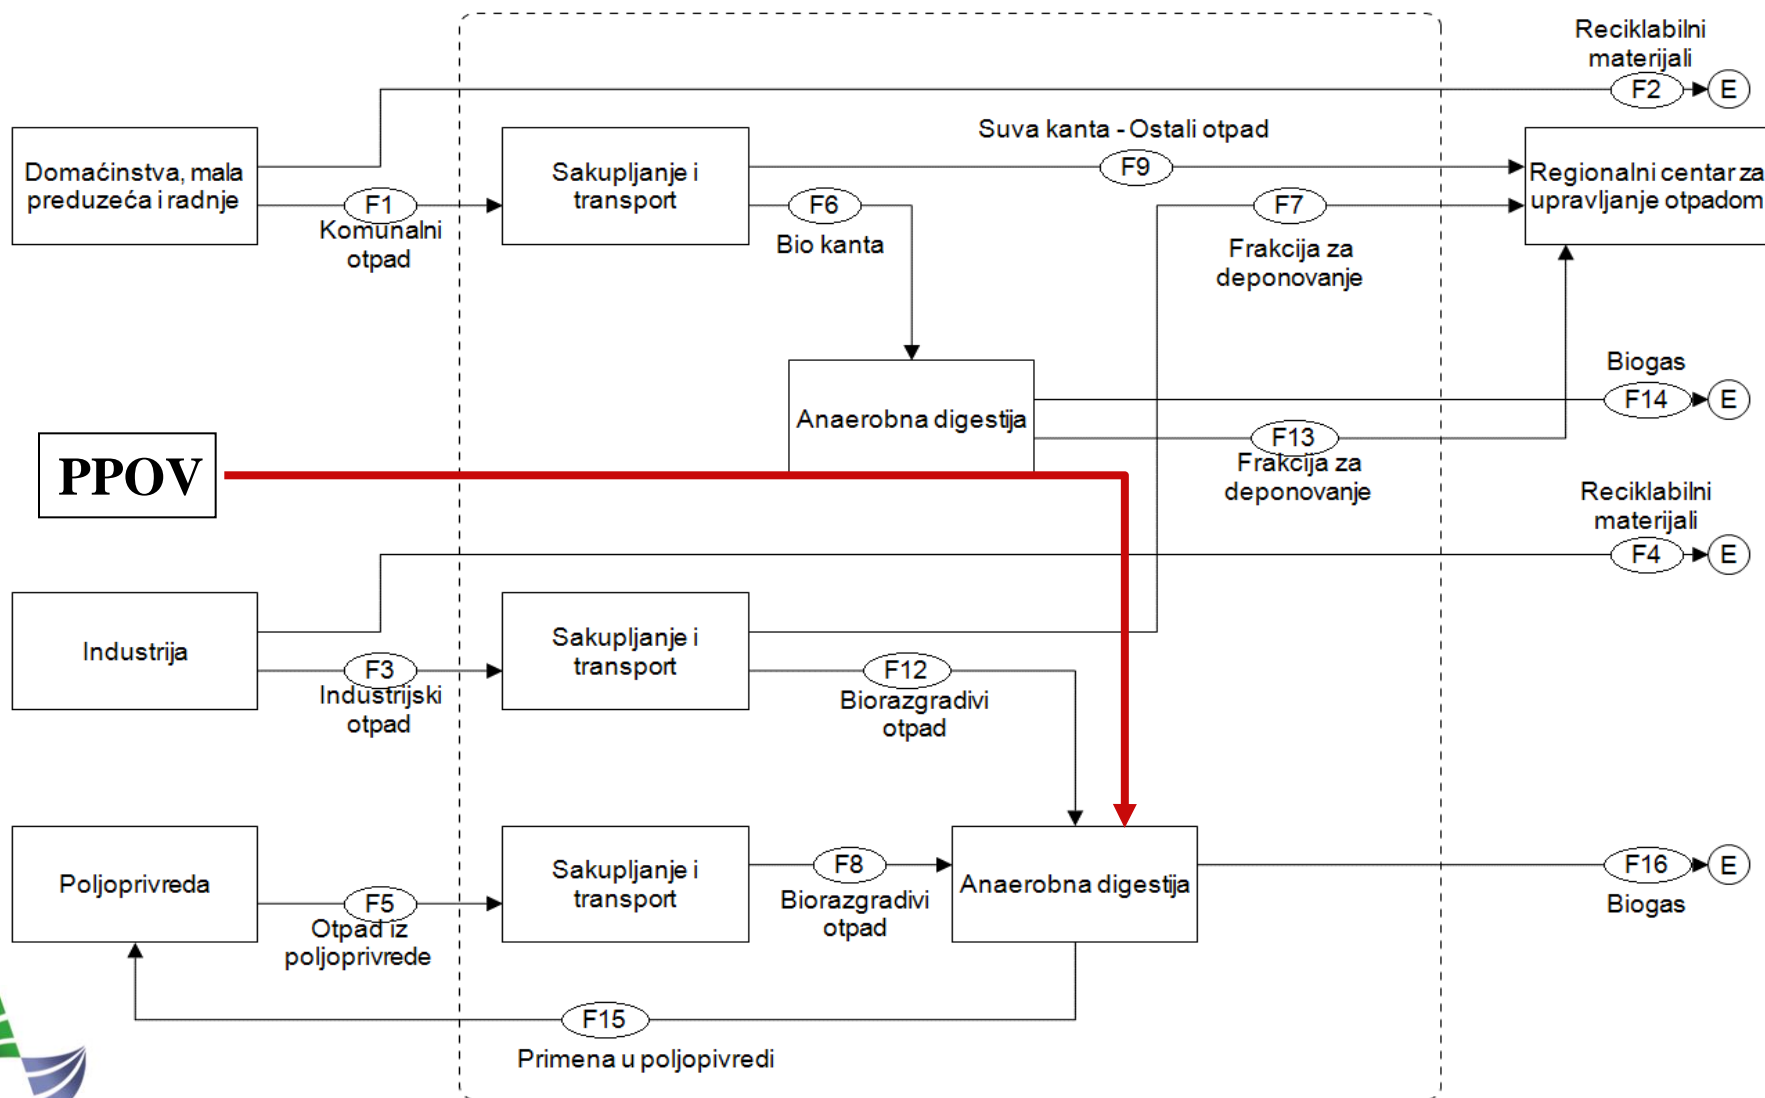 Reciklabilni
materijali
F2
E
Suva kanta - Ostali otpad
Domaćinstva, mala
preduzeća i radnje
Sakupljanje i
transport
F9
Regionalni centar za
upravljanje otpadom
F1
Komunalni
otpad
F6
Bio kanta
F7
Frakcija za
deponovanje
Anaerobna digestija
Biogas
F14
E
F13
Frakcija za
deponovanje
PPOV
Reciklabilni
materijali
F4
E
Industrija
Sakupljanje i
transport
F3
Industrijski
otpad
F12
Biorazgradivi
otpad
Poljoprivreda
Sakupljanje i
transport
F5
Otpad iz
poljoprivrede
F8
Biorazgradivi
otpad
Anaerobna digestija
F16
E
Biogas
F15
Primena u poljopivredi